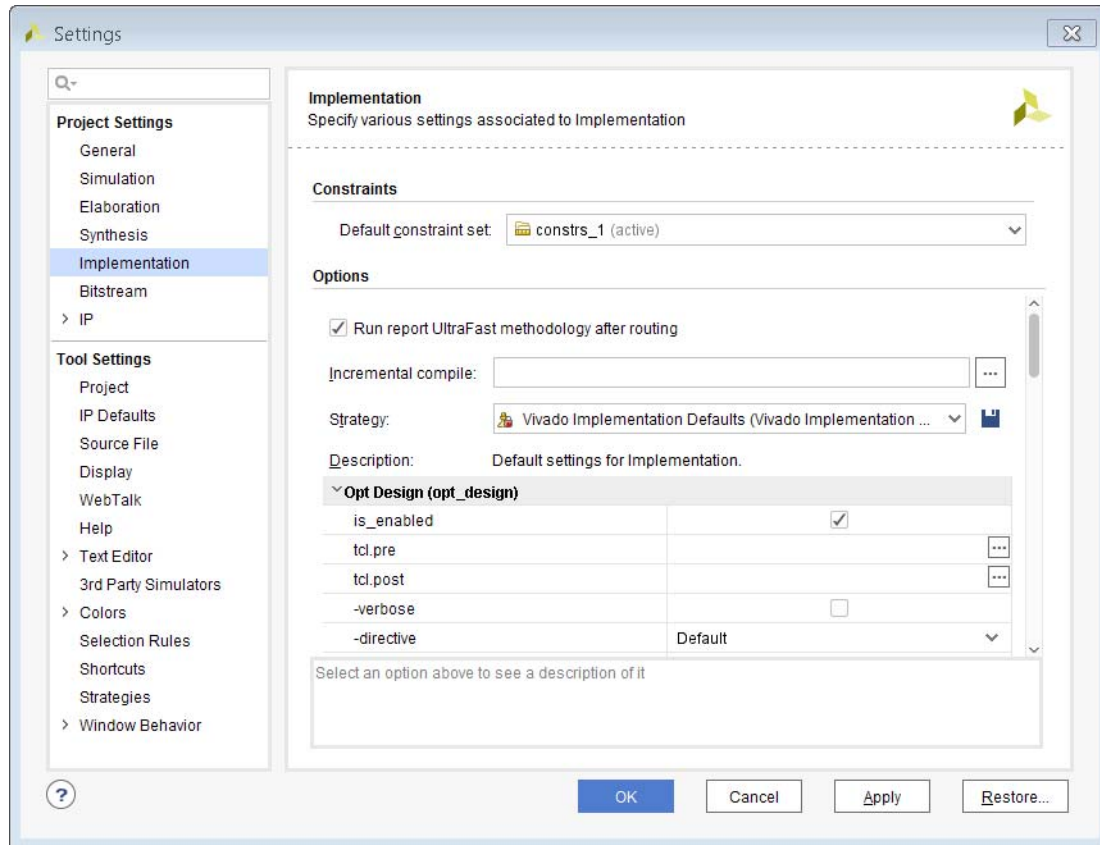 Settings
Project Settings
General
Simulation
Elaboration
Synthesis
Implementation
Bitstream
> IP
Tool Settings
Project
IP Defaults
Source File
Display
WebTalk
Help
> Text Editor
3rd Party Simulators
> Colors
Selection Rules
Shortcuts
Strategies
> Window Behavior
Implementation
Specify various settings associated to Implementation
Constraints
Default constraint set: constrs_1 (active)
Options
Run report UltraFast methodology after routing
Incremental compile: ...
Strategy: Vivado Implementation Defaults (Vivado Implementation ...
Description: Default settings for Implementation.
Opt Design (opt_design)
is_enabled
tcl.pre ...
tcl.post ...
-verbose
-directive Default
Select an option above to see a description of it
? OK Cancel Apply Restore...